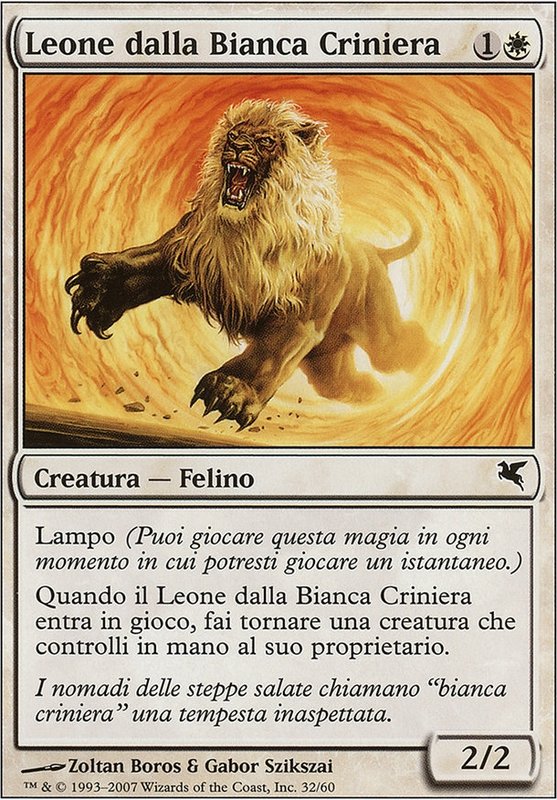 Leone dalla Bianca Criniera 1
Creatura — Felino
Lampo (Puoi giocare questa magia in ogni
momento in cui potresti giocare un istantaneo.)
Quando il Leone dalla Bianca Criniera
entra in gioco, fai tornare una creatura che
controlli in mano al suo proprietario.
I nomadi delle steppe salate chiamano “bianca
criniera” una tempesta inaspettata.
2/2
Zoltan Boros & Gabor Szikszai
™ & © 1993–2007 Wizards of the Coast, Inc. 32/60